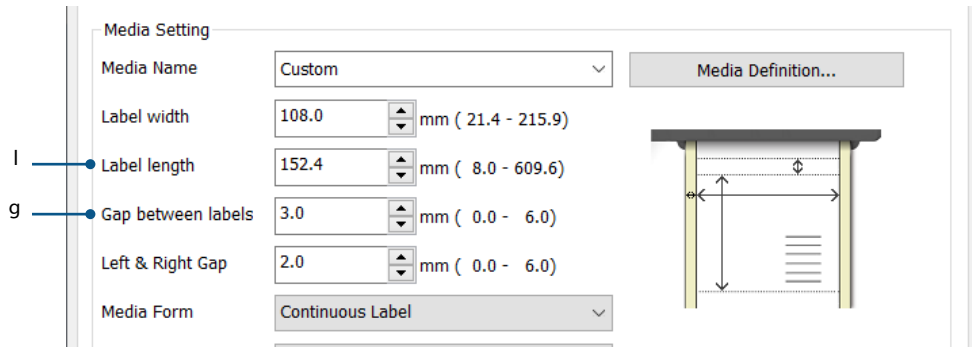 Media Setting
Media Name Custom Media Definition...
Label width 108.0 mm ( 21.4 - 215.9)
l Label length 152.4 mm ( 8.0 - 609.6)
g Gap between labels 3.0 mm ( 0.0 - 6.0)
Left & Right Gap 2.0 mm ( 0.0 - 6.0)
Media Form Continuous Label